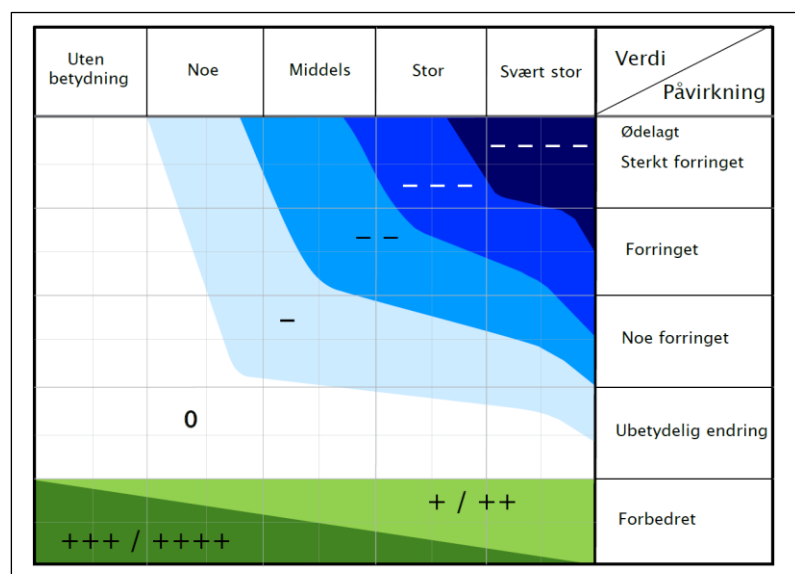 Uten
betydning
Noe
Middels
Stor
Svært stor
Verdi
Påvirkning
Ødelagt
– – – –
Sterkt forringet
– – –
– –
Forringet
–
Noe forringet
0
Ubetydelig endring
+ / ++
Forbedret
+++ / ++++